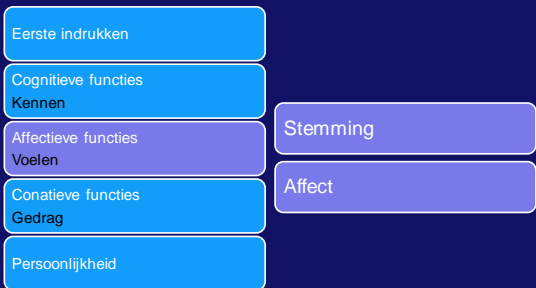 Eerste indrukken
Cognitieve functies
Kennen
Affectieve functies
Voelen
Conatieve functies
Gedrag
Persoonlijkheid
Stemming
Affect